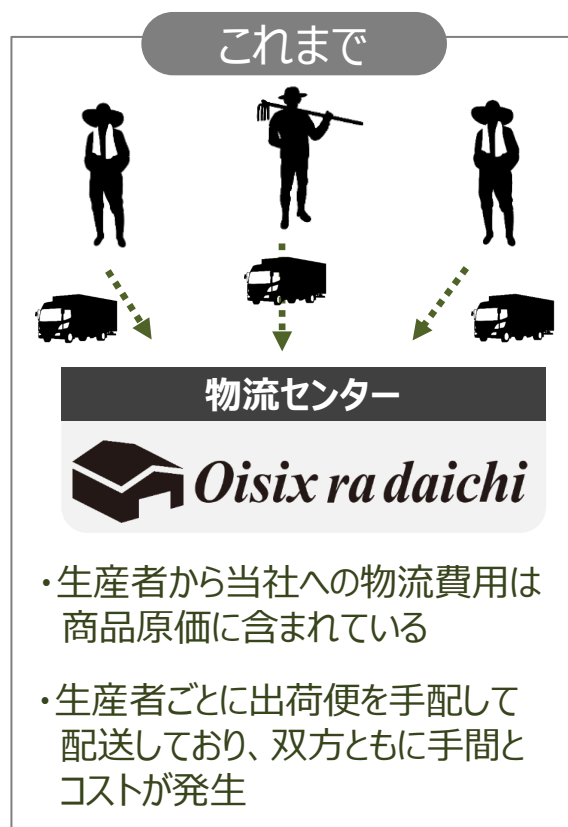 これまで
物流センター
Oisix ra daichi
・生産者から当社への物流費用は
商品原価に含まれている
・生産者ごとに出荷便を手配して
配送しており、双方ともに手間と
コストが発生